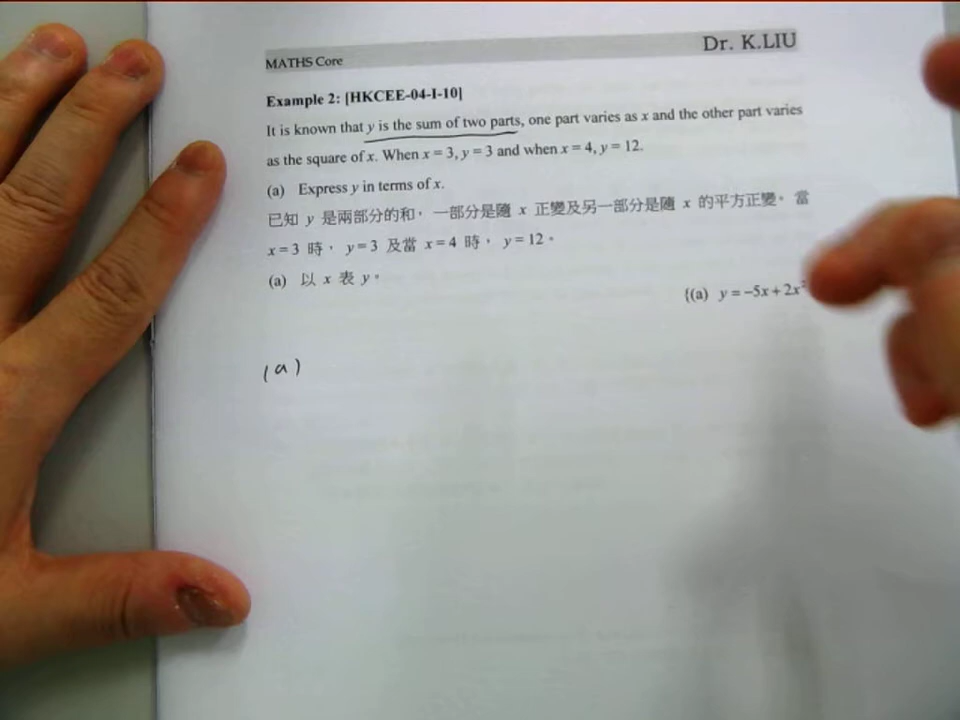 MATHS Core Dr. K.LIU
Example 2: [HKCEE-04-I-10]
It is known that y is the sum of two parts, one part varies as x and the other part varies
as the square of x. When x = 3, y = 3 and when x = 4, y = 12.
(a) Express y in terms of x.
已知 y 是兩部分的和，一部分是隨 x 正變及另一部分是隨 x 的平方正變。當
x = 3 時，y = 3 及當 x = 4 時，y = 12。
(a) 以 x 表 y。
{(a) y = –5x + 2x²
(a)